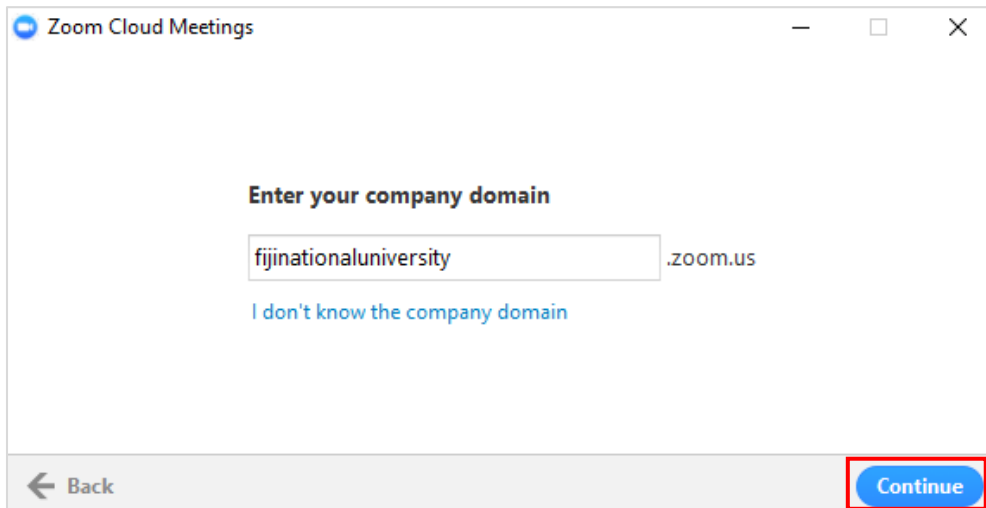 Zoom Cloud Meetings
Enter your company domain
fijinationaluniversity .zoom.us
I don't know the company domain
Back Continue